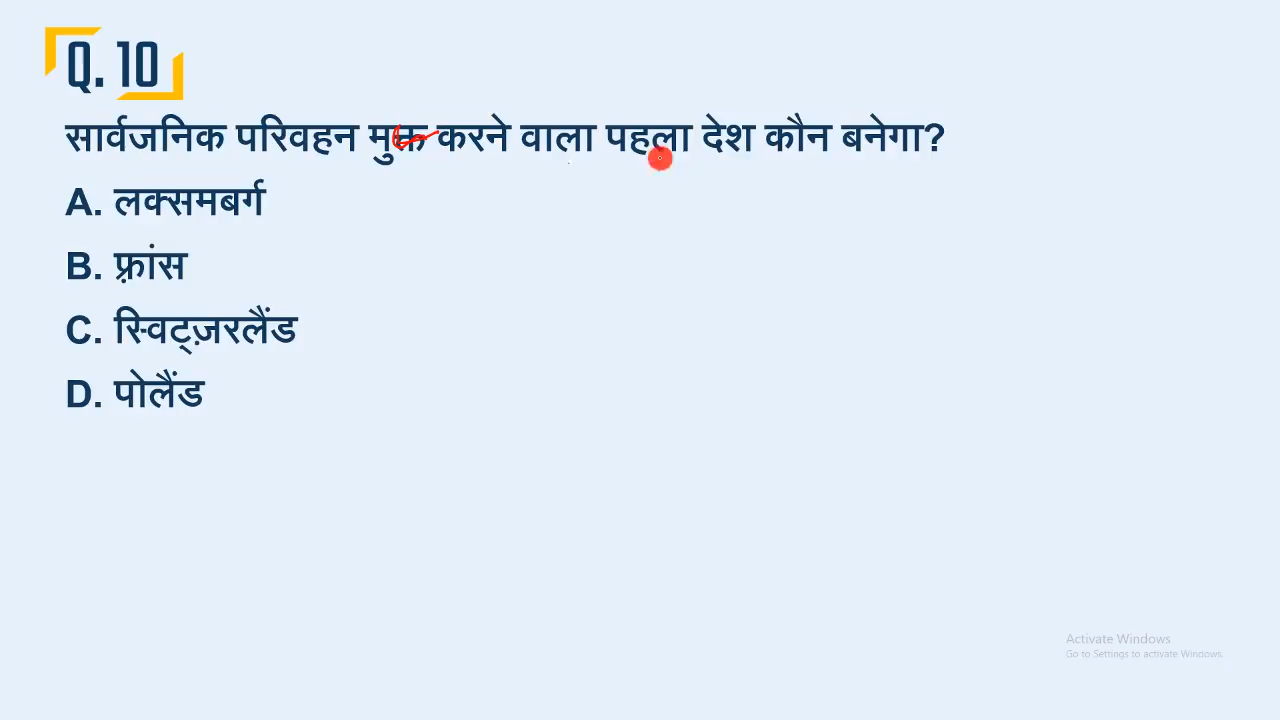 Q. 10
सार्वजनिक परिवहन मुक्त करने वाला पहला देश कौन बनेगा?
A. लक्समबर्ग
B. फ़्रांस
C. स्विट्ज़रलैंड
D. पोलैंड
Activate Windows
Go to Settings to activate Windows.